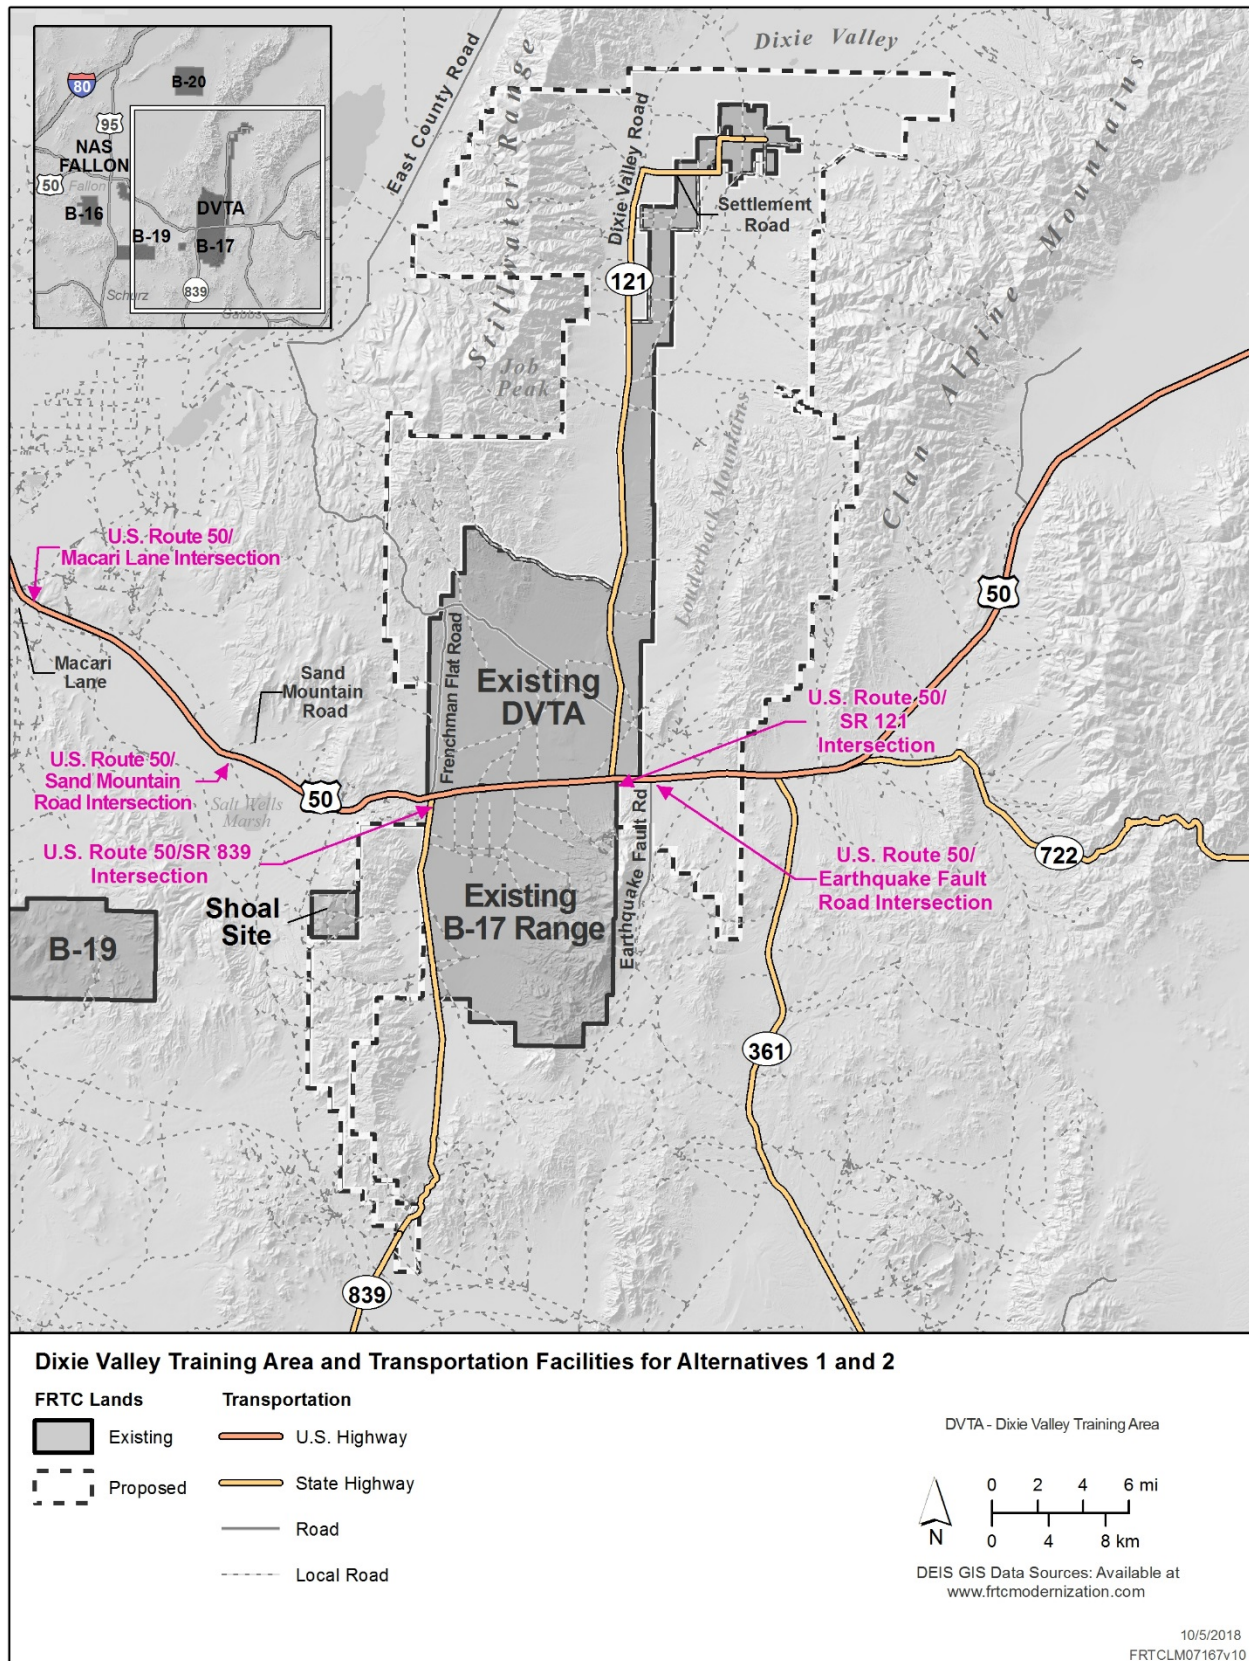 Dixie Valley
Stillwater Range
East County Road
80
B-20
95
NAS
FALLON
50
Fallon
B-16
DVTA
B-19
B-17
839
Schurz
Gabbs
Dixie Valley Road
Settlement
Road
121
Clan Alpine Mountains
Job
Peak
Louderback Mountains
U.S. Route 50/
Macari Lane Intersection
50
Macari
Lane
Sand
Mountain
Road
Frenchman Flat Road
Existing
DVTA
U.S. Route 50/
SR 121
Intersection
U.S. Route 50/
Sand Mountain
Road Intersection
Salt Wells
Marsh
50
U.S. Route 50/SR 839
Intersection
Earthquake Fault Rd
U.S. Route 50/
Earthquake Fault
Road Intersection
722
Shoal
Site
Existing
B-17 Range
B-19
361
839
Dixie Valley Training Area and Transportation Facilities for Alternatives 1 and 2
FRTC Lands
Existing
Proposed
Transportation
U.S. Highway
State Highway
Road
Local Road
DVTA - Dixie Valley Training Area
N
0 2 4 6 mi
0 4 8 km
DEIS GIS Data Sources: Available at
www.frtcmodernization.com
10/5/2018
FRTCLM07167v10